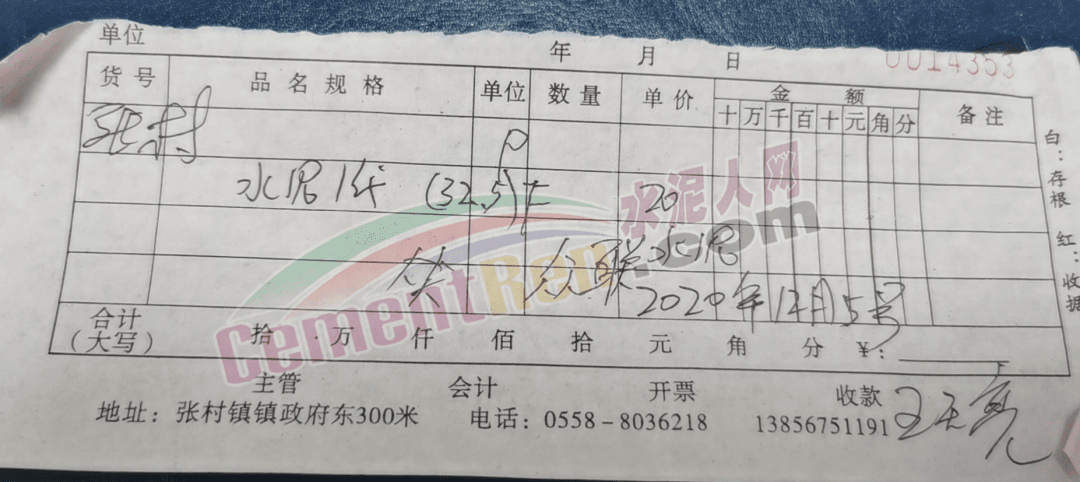 单位 年 月 日 0014353
货号 品名规格 单位 数量 单价 金额 备注
十 万 千 百 十 元 角 分
张村 P
水泥1代 (32.5) 20
众联水泥
2020年12月5号
合计(大写) 拾 万 仟 佰 拾 元 角 分 ¥:
主管 会计 开票 收款
地址:张村镇镇政府东300米 电话:0558-8036218 13856751191
白:存根 红:收据
水泥人网
CementRen.com